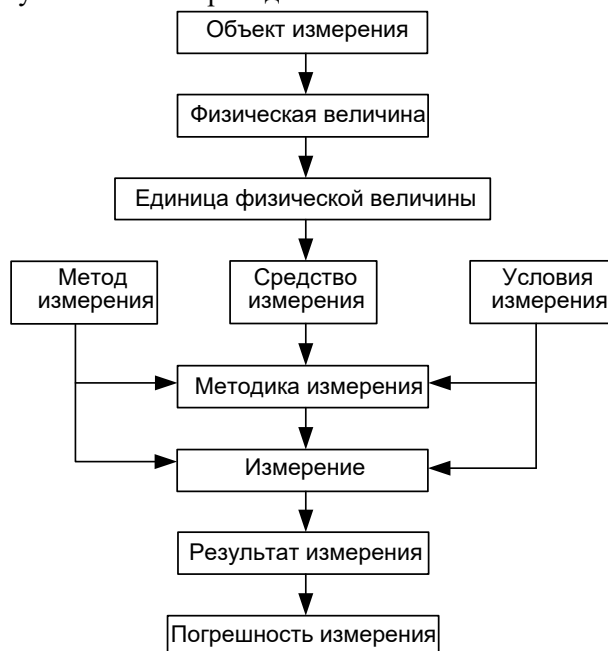 Объект измерения
Физическая величина
Единица физической величины
Метод
измерения
Средство
измерения
Условия
измерения
Методика измерения
Измерение
Результат измерения
Погрешность измерения